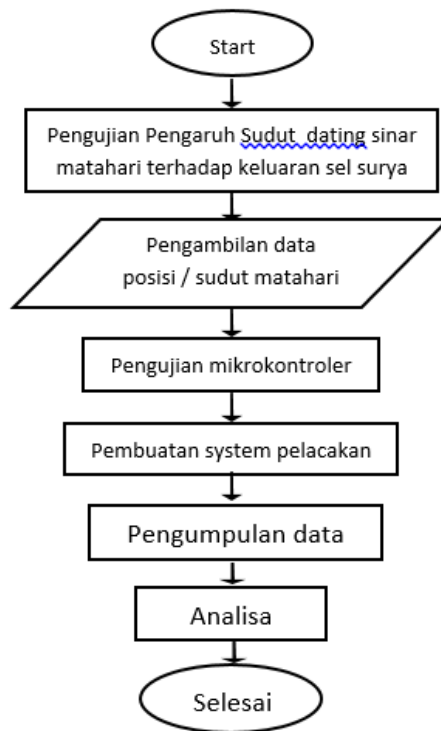 Start
Pengujian Pengaruh Sudut dating sinar
matahari terhadap keluaran sel surya
Pengambilan data
posisi / sudut matahari
Pengujian mikrokontroler
Pembuatan system pelacakan
Pengumpulan data
Analisa
Selesai